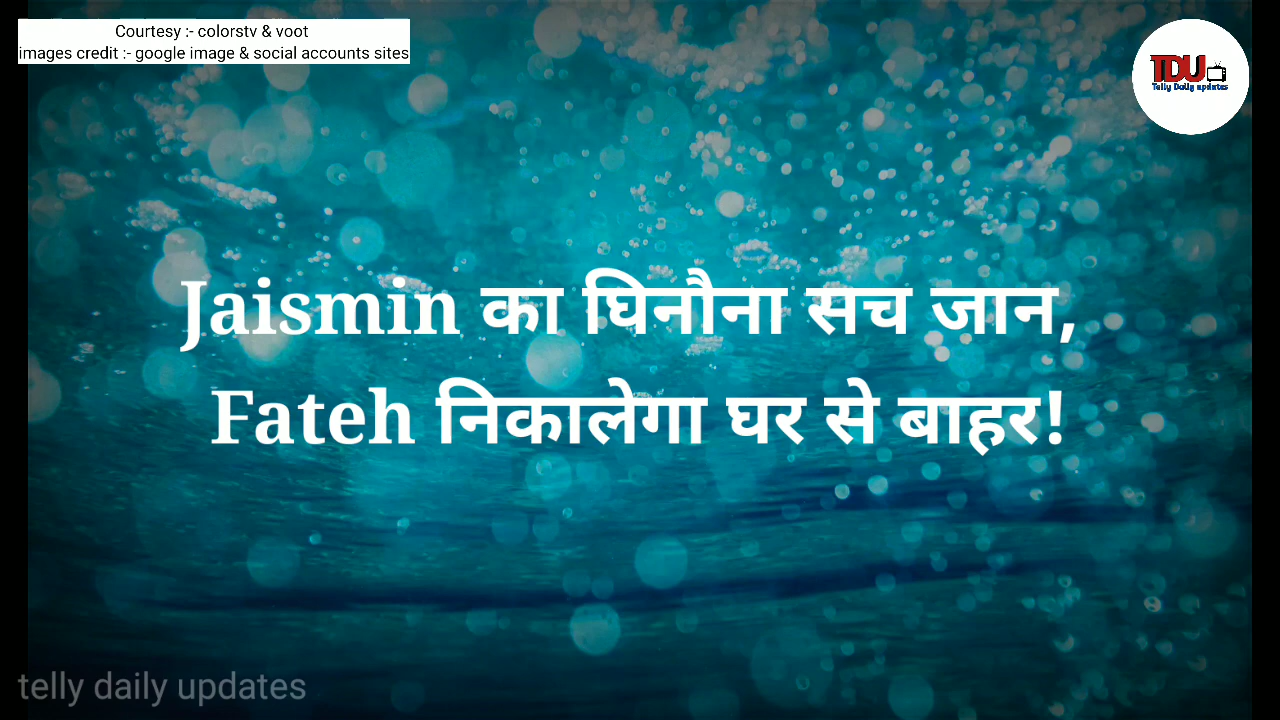 Courtesy :- colorstv & voot
images credit :- google image & social accounts sites
TDU
Telly Daily updates
Jaismin का घिनौना सच जान,
Fateh निकालेगा घर से बाहर!
telly daily updates